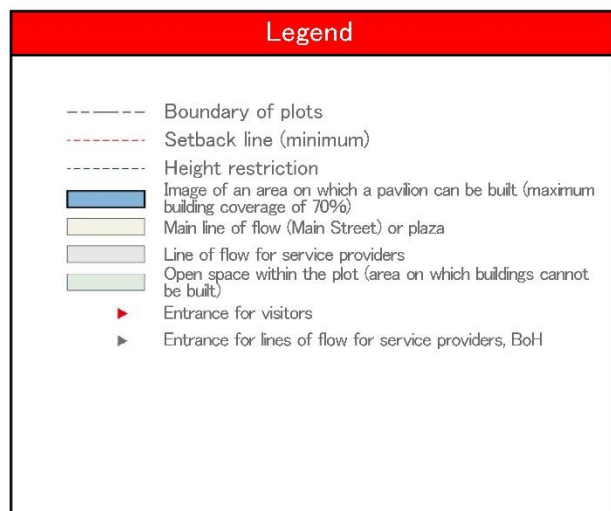 Legend
Boundary of plots
Setback line (minimum)
Height restriction
Image of an area on which a pavilion can be built (maximum
building coverage of 70%)
Main line of flow (Main Street) or plaza
Line of flow for service providers
Open space within the plot (area on which buildings cannot
be built)
Entrance for visitors
Entrance for lines of flow for service providers, BoH